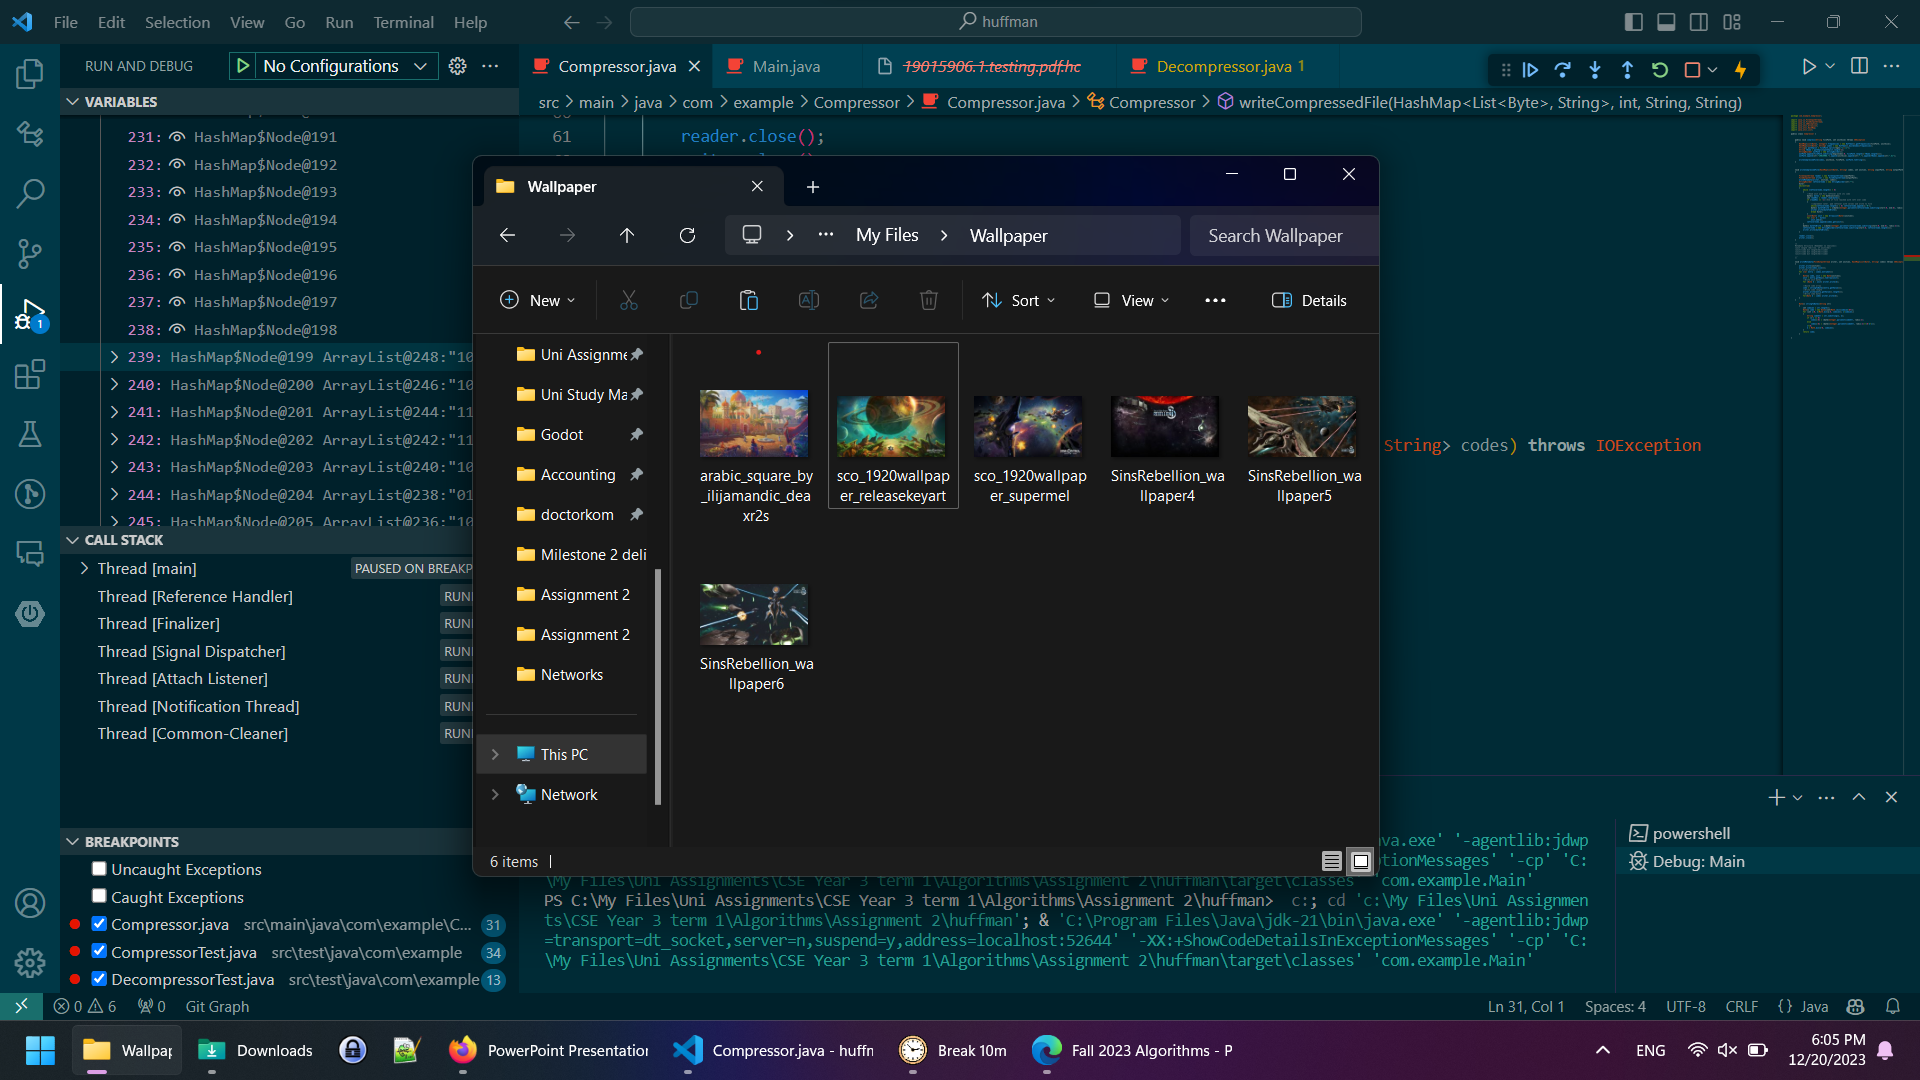 File Edit Selection View Go Run Terminal Help
huffman
RUN AND DEBUG
No Configurations
Compressor.java
Main.java
19015906.1.testing.pdf.hc
Decompressor.java 1
VARIABLES
src > main > java > com > example > Compressor > Compressor.java > Compressor > writeCompressedFile(HashMap<List<Byte>, String>, int, String, String)
231: HashMap$Node@191
232: HashMap$Node@192
233: HashMap$Node@193
234: HashMap$Node@194
235: HashMap$Node@195
236: HashMap$Node@196
237: HashMap$Node@197
238: HashMap$Node@198
239: HashMap$Node@199 ArrayList@248:"10
240: HashMap$Node@200 ArrayList@246:"10
241: HashMap$Node@201 ArrayList@244:"11
242: HashMap$Node@202 ArrayList@242:"11
243: HashMap$Node@203 ArrayList@240:"10
244: HashMap$Node@204 ArrayList@238:"01
245: HashMap$Node@205 ArrayList@236:"10
61 reader.close();
String> codes) throws IOException
CALL STACK
Thread [main] PAUSED ON BREAKP
Thread [Reference Handler] RUN
Thread [Finalizer] RUN
Thread [Signal Dispatcher] RUN
Thread [Attach Listener] RUN
Thread [Notification Thread] RUN
Thread [Common-Cleaner] RUN
BREAKPOINTS
Uncaught Exceptions
Caught Exceptions
Compressor.java src\main\java\com\example\C... 31
CompressorTest.java src\test\java\com\example 34
DecompressorTest.java src\test\java\com\example 13
Wallpaper
My Files > Wallpaper
Search Wallpaper
New
Sort
View
Details
Uni Assignme
Uni Study Ma
Godot
Accounting
doctorkom
Milestone 2 deli
Assignment 2
Assignment 2
Networks
This PC
Network
arabic_square_by
_ilijamandic_dea
xr2s
sco_1920wallpap
er_releasekeyart
sco_1920wallpap
er_supermel
SinsRebellion_wa
llpaper4
SinsRebellion_wa
llpaper5
SinsRebellion_wa
llpaper6
6 items
ava.exe' '-agentlib:jdwp
tionMessages' '-cp' 'C:
\My Files\Uni Assignments\CSE Year 3 term 1\Algorithms\Assignment 2\huffman\target\classes' 'com.example.Main'
PS C:\My Files\Uni Assignments\CSE Year 3 term 1\Algorithms\Assignment 2\huffman> c:; cd 'c:\My Files\Uni Assignmen
ts\CSE Year 3 term 1\Algorithms\Assignment 2\huffman'; & 'C:\Program Files\Java\jdk-21\bin\java.exe' '-agentlib:jdwp
=transport=dt_socket,server=n,suspend=y,address=localhost:52644' '-XX:+ShowCodeDetailsInExceptionMessages' '-cp' 'C:
\My Files\Uni Assignments\CSE Year 3 term 1\Algorithms\Assignment 2\huffman\target\classes' 'com.example.Main'
powershell
Debug: Main
0 6 0 Git Graph
Ln 31, Col 1 Spaces: 4 UTF-8 CRLF {} Java
Wallpap
Downloads
PowerPoint Presentation
Compressor.java - huffn
Break 10m
Fall 2023 Algorithms - P
ENG
6:05 PM
12/20/2023